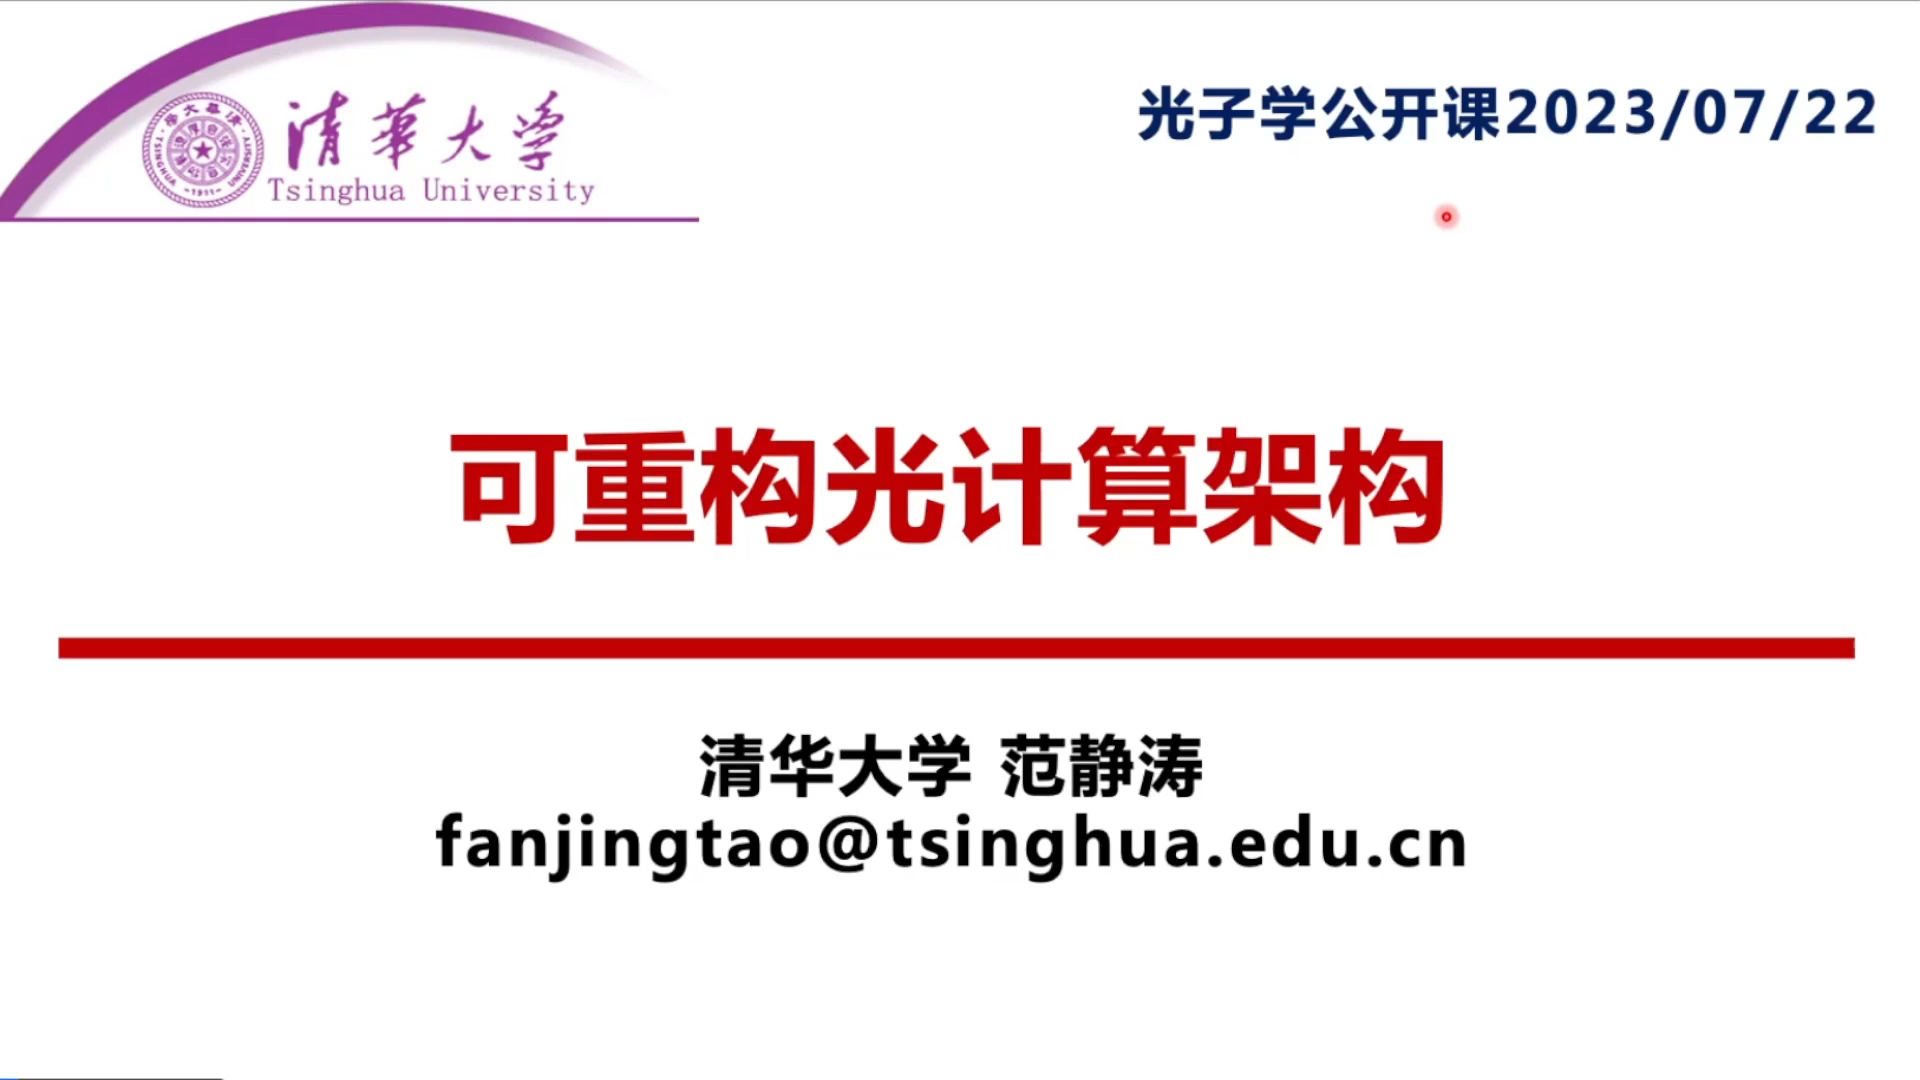 清華大学
Tsinghua University
光子学公开课2023/07/22
可重构光计算架构
清华大学 范静涛
fanjingtao@tsinghua.edu.cn